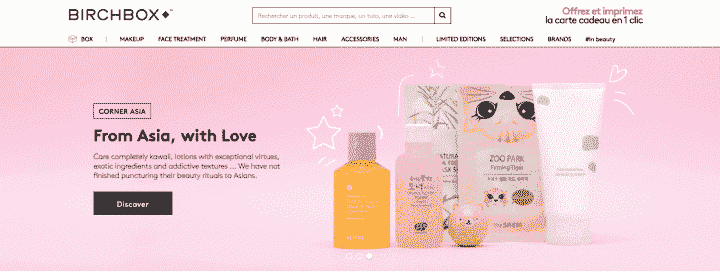 BIRCHBOX
Rechercher un produit, une marque, un tuto, une vidéo ...
Offrez et imprimez
la carte cadeau en 1 clic
BOX MAKEUP FACE TREATMENT PERFUME BODY & BATH HAIR ACCESSORIES MAN LIMITED EDITIONS SELECTIONS BRANDS #In beauty
CORNER ASIA
From Asia, with Love
Care completely kawaii, lotions with exceptional virtues,
exotic ingredients and addictive textures ... We have not
finished puncturing their beauty rituals to Asians.
Discover
ZOO PARK
Firming Tiger